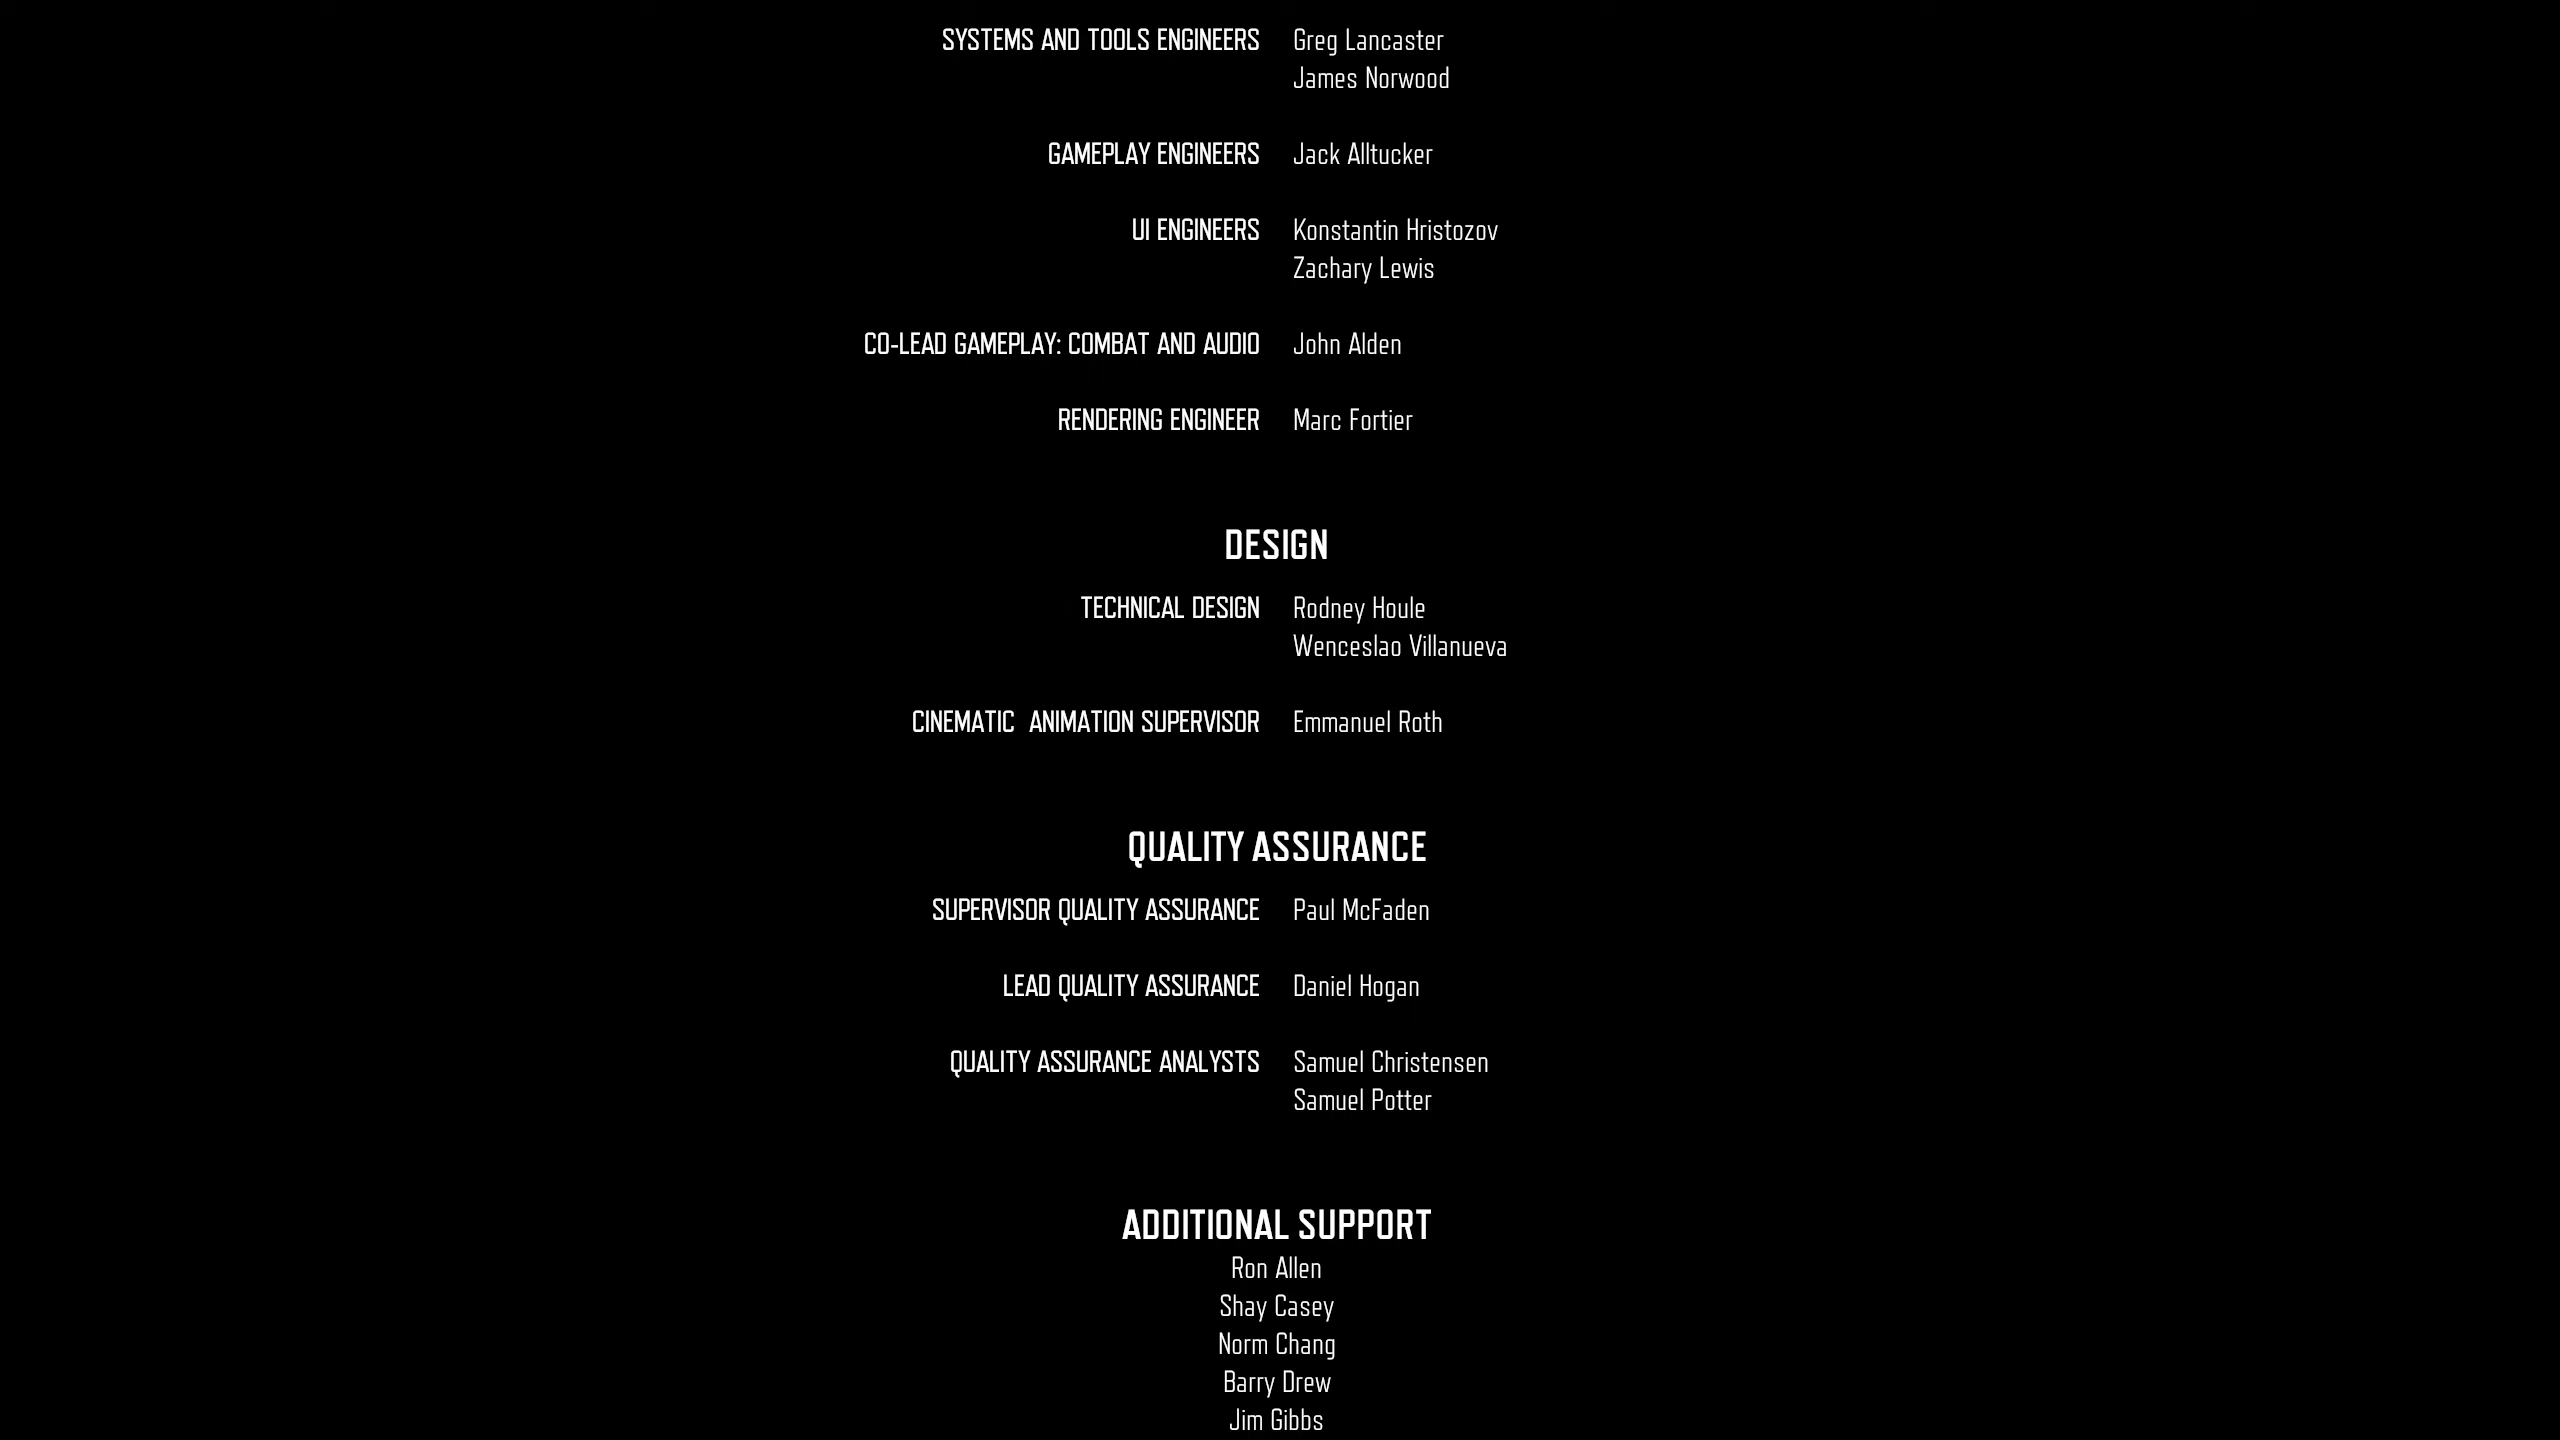 SYSTEMS AND TOOLS ENGINEERS Greg Lancaster
James Norwood
GAMEPLAY ENGINEERS Jack Alltucker
UI ENGINEERS Konstantin Hristozov
Zachary Lewis
CO-LEAD GAMEPLAY: COMBAT AND AUDIO John Alden
RENDERING ENGINEER Marc Fortier
DESIGN
TECHNICAL DESIGN Rodney Houle
Wenceslao Villanueva
CINEMATIC  ANIMATION SUPERVISOR Emmanuel Roth
QUALITY ASSURANCE
SUPERVISOR QUALITY ASSURANCE Paul McFaden
LEAD QUALITY ASSURANCE Daniel Hogan
QUALITY ASSURANCE ANALYSTS Samuel Christensen
Samuel Potter
ADDITIONAL SUPPORT
Ron Allen
Shay Casey
Norm Chang
Barry Drew
Jim Gibbs